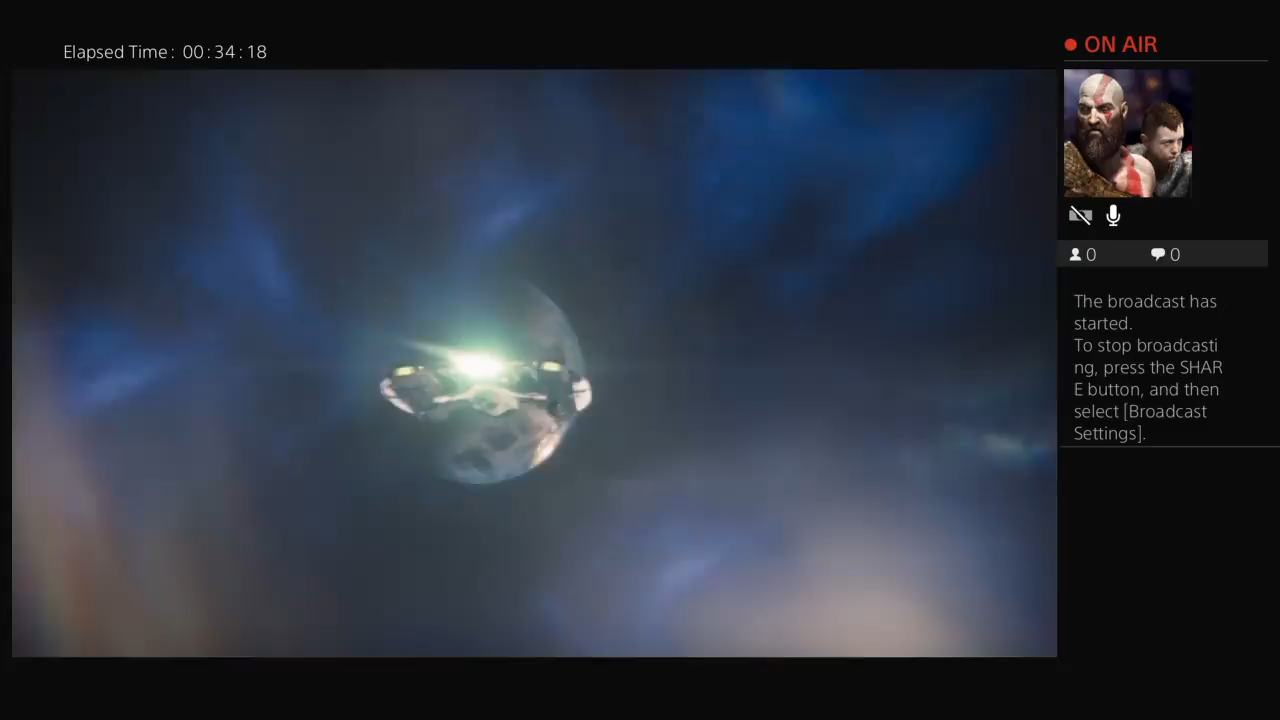 Elapsed Time: 00:34:18
ON AIR
0 0
The broadcast has
started.
To stop broadcasti
ng, press the SHAR
E button, and then
select [Broadcast
Settings].